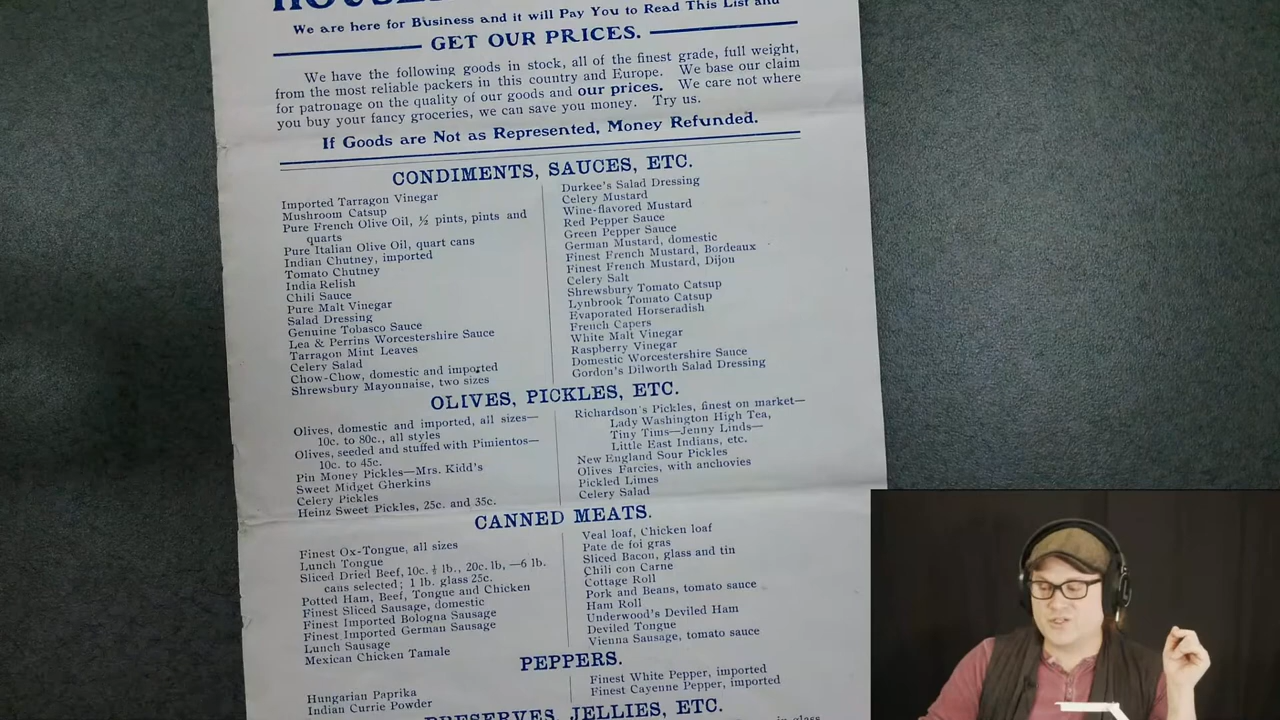 We are here for Business and it will Pay You to Read This List and
GET OUR PRICES.
We have the following goods in stock, all of the finest grade, full weight,
from the most reliable packers in this country and Europe. We base our claim
for patronage on the quality of our goods and our prices. We care not where
you buy your fancy groceries, we can save you money. Try us.
If Goods are Not as Represented, Money Refunded.
CONDIMENTS, SAUCES, ETC.
Imported Tarragon Vinegar
Mushroom Catsup
Pure French Olive Oil, ½ pints, pints and
quarts
Pure Italian Olive Oil, quart cans
Indian Chutney, imported
Tomato Chutney
India Relish
Chili Sauce
Pure Malt Vinegar
Salad Dressing
Genuine Tobasco Sauce
Lea & Perrins Worcestershire Sauce
Tarragon Mint Leaves
Celery Salad
Chow-Chow, domestic and imported
Shrewsbury Mayonnaise, two sizes
Durkee's Salad Dressing
Celery Mustard
Wine-flavored Mustard
Red Pepper Sauce
Green Pepper Sauce
German Mustard, domestic
Finest French Mustard, Bordeaux
Finest French Mustard, Dijon
Celery Salt
Shrewsbury Tomato Catsup
Lynbrook Tomato Catsup
Evaporated Horseradish
French Capers
White Malt Vinegar
Raspberry Vinegar
Domestic Worcestershire Sauce
Gordon's Dilworth Salad Dressing
OLIVES, PICKLES, ETC.
Olives, domestic and imported, all sizes—
10c. to 80c., all styles
Olives, seeded and stuffed with Pimientos—
10c. to 45c.
Pin Money Pickles—Mrs. Kidd's
Sweet Midget Gherkins
Celery Pickles
Heinz Sweet Pickles, 25c. and 35c.
Richardson's Pickles, finest on market—
Lady Washington High Tea,
Tiny Tims—Jenny Linds—
Little East Indians, etc.
New England Sour Pickles
Olives Farcies, with anchovies
Pickled Limes
Celery Salad
CANNED MEATS.
Finest Ox-Tongue, all sizes
Lunch Tongue
Sliced Dried Beef, 10c. ½ lb., 20c. lb, —6 lb.
cans selected; 1 lb. glass 25c.
Potted Ham, Beef, Tongue and Chicken
Finest Sliced Sausage, domestic
Finest Imported Bologna Sausage
Finest Imported German Sausage
Lunch Sausage
Mexican Chicken Tamale
Veal loaf, Chicken loaf
Pate de foi gras
Sliced Bacon, glass and tin
Chili con Carne
Cottage Roll
Pork and Beans, tomato sauce
Ham Roll
Underwood's Deviled Ham
Deviled Tongue
Vienna Sausage, tomato sauce
PEPPERS.
Hungarian Paprika
Indian Currie Powder
Finest White Pepper, imported
Finest Cayenne Pepper, imported
PRESERVES, JELLIES, ETC.